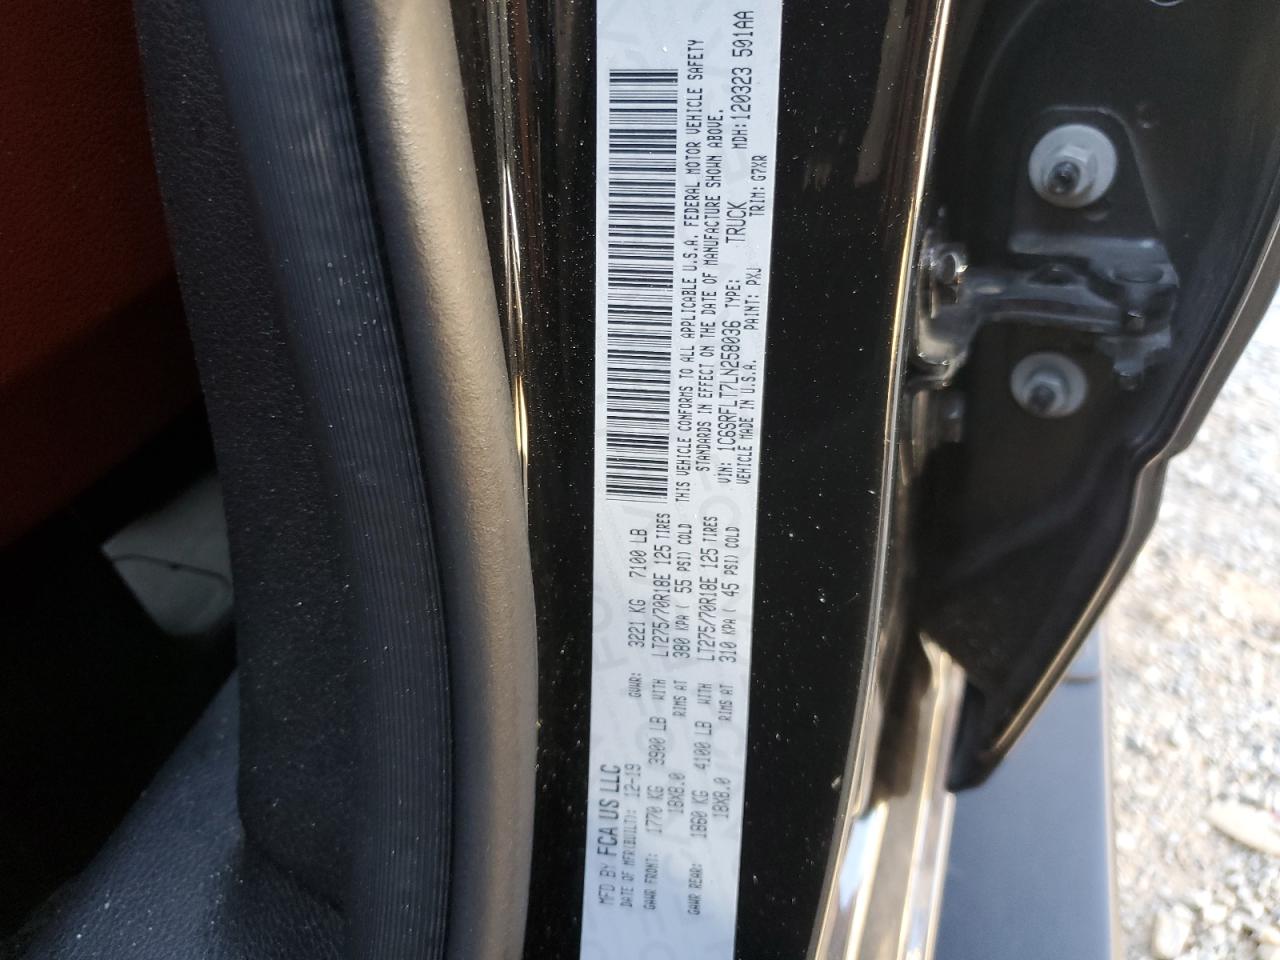 MFD BY FCA US LLC
DATE OF MFR(BUILT): 12-19 GVWR: 3221 KG 7100 LB
GAWR FRONT: 1770 KG 3900 LB WITH LT275/70R18E 125 TIRES
18X8.0 RIMS AT 380 KPA ( 55 PSI) COLD
GAWR REAR: 1860 KG 4100 LB WITH LT275/70R18E 125 TIRES
18X8.0 RIMS AT 310 KPA ( 45 PSI) COLD
THIS VEHICLE CONFORMS TO ALL APPLICABLE U.S.A. FEDERAL MOTOR VEHICLE SAFETY
STANDARDS IN EFFECT ON THE DATE OF MANUFACTURE SHOWN ABOVE.
VIN: 1C6SRFLT7LN258036 TYPE: TRUCK MDH:120323 501AA
VEHICLE MADE IN U.S.A. PAINT: PXJ TRIM: G7XR